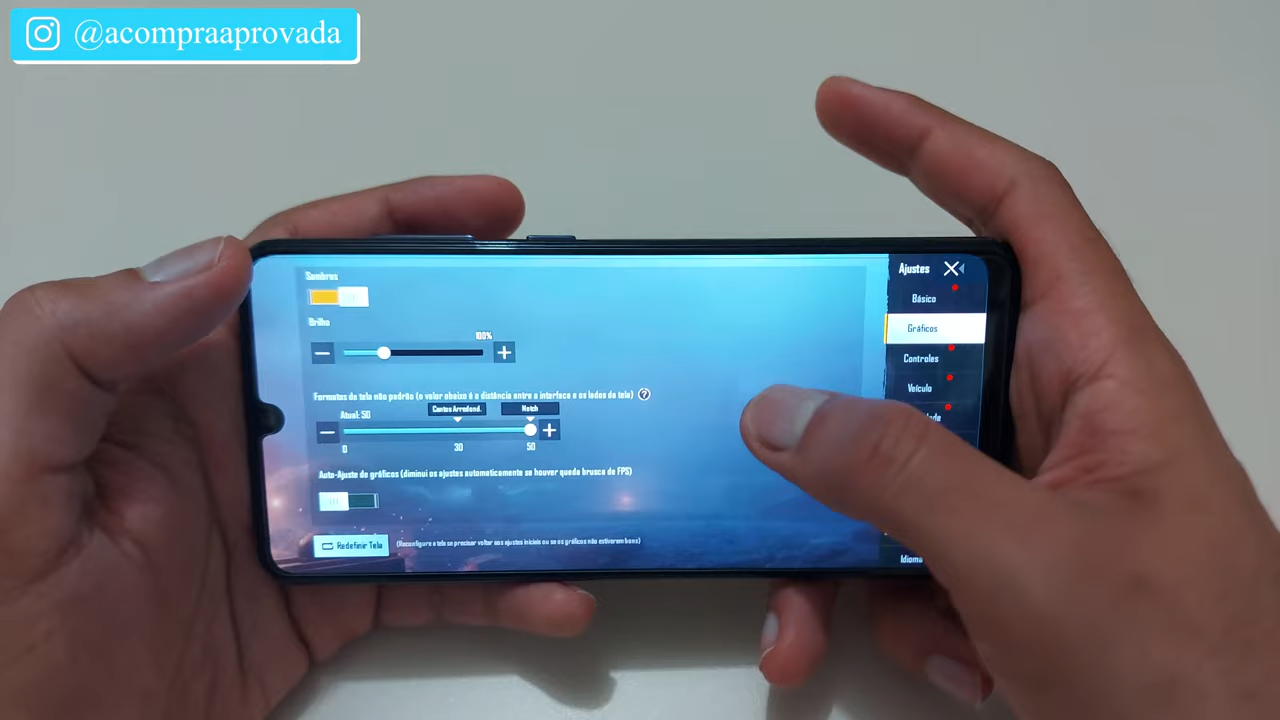 @acompraaprovada
Ajustes
Sombras
Básico
Brilho
Gráficos
100%
Controles
Formatos de tela não padrão (o valor abaixo é a distância entre a interface e os lados da tela)
Veículo
Atual: 50
Cantos Arredond.
Notch
0
30
50
Auto-Ajuste de gráficos (diminui os ajustes automaticamente se houver queda brusca de FPS)
Redefinir Tela
(Reconfigure a tela se precisar voltar aos ajustes iniciais ou se os gráficos não estiverem bons)